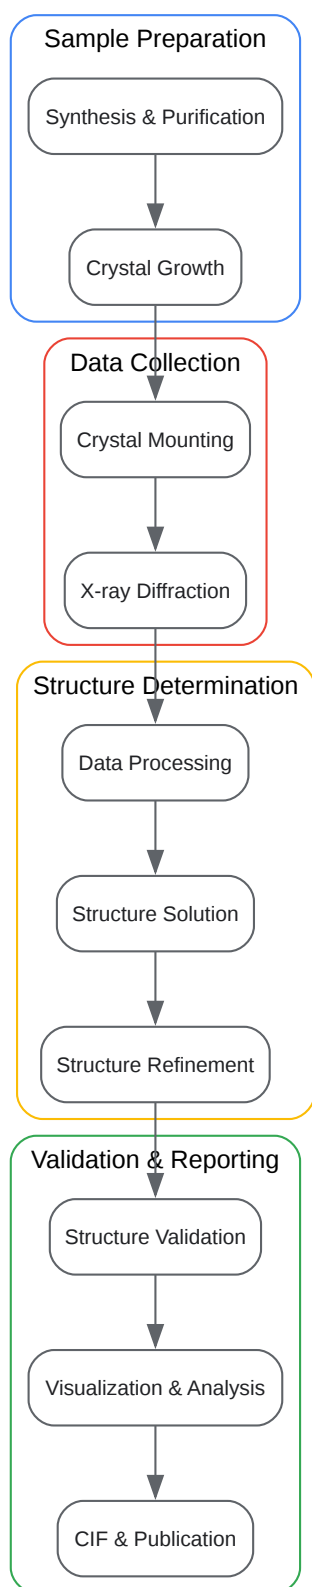 Sample Preparation
Synthesis & Purification
Crystal Growth
Data Collection
Crystal Mounting
X-ray Diffraction
Structure Determination
Data Processing
Structure Solution
Structure Refinement
Validation & Reporting
Structure Validation
Visualization & Analysis
CIF & Publication